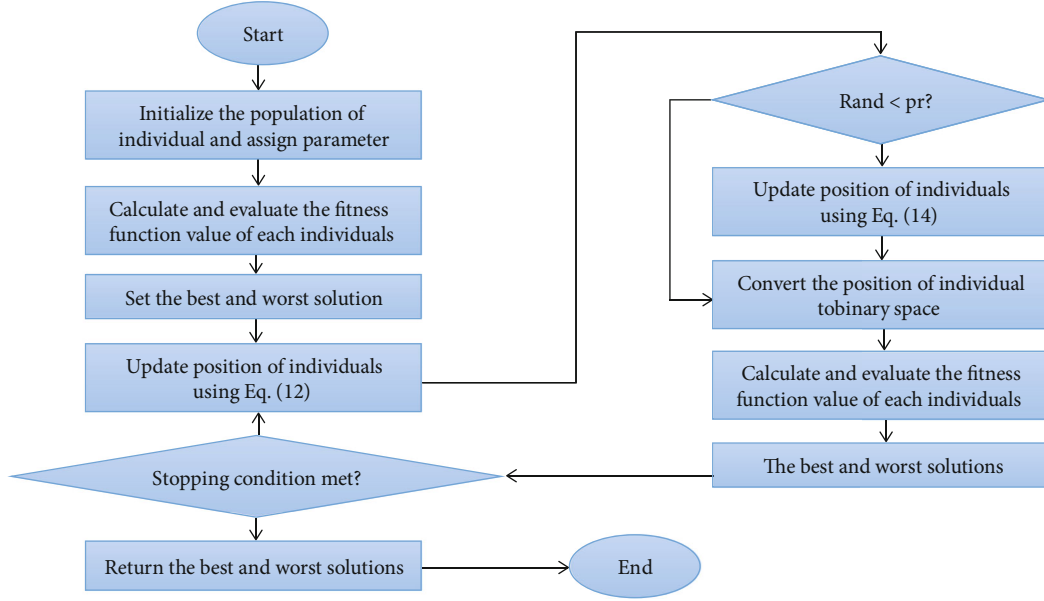 Start
Initialize the population of
individual and assign parameter
Calculate and evaluate the fitness
function value of each individuals
Set the best and worst solution
Update position of individuals
using Eq. (12)
Stopping condition met?
Return the best and worst solutions
End
Rand < pr?
Update position of individuals
using Eq. (14)
Convert the position of individual
tobinary space
Calculate and evaluate the fitness
function value of each individuals
The best and worst solutions